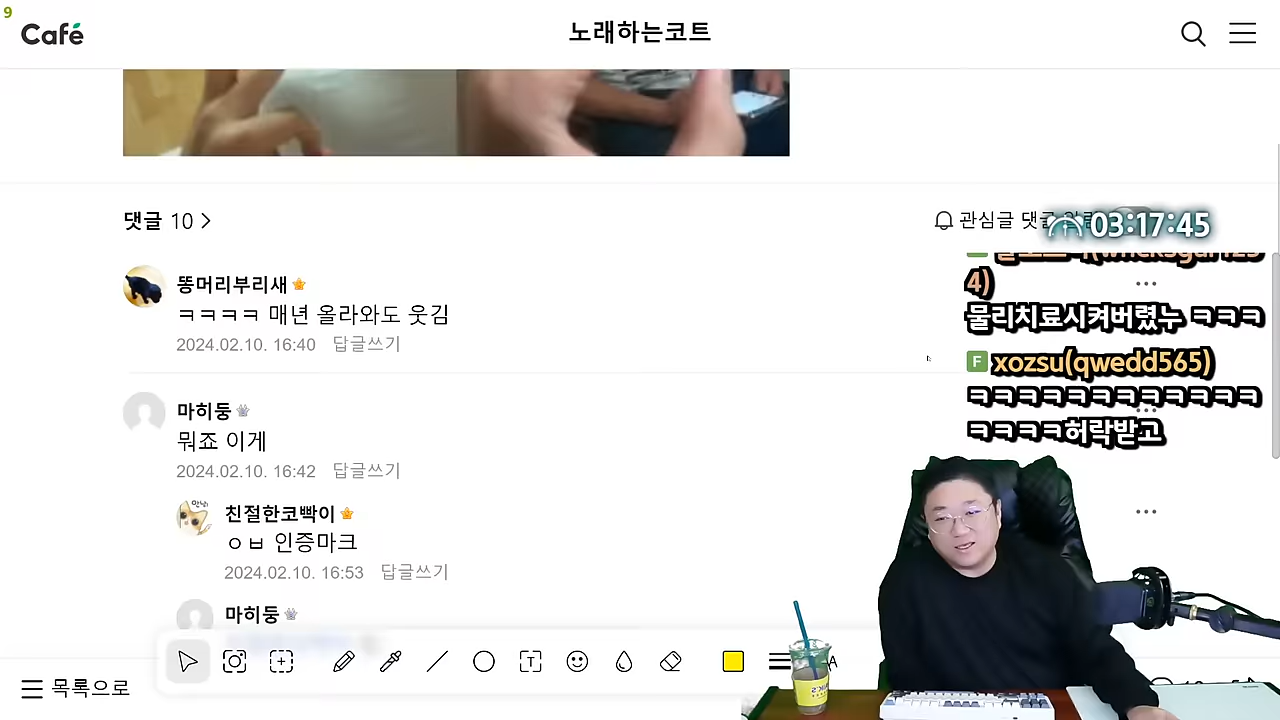 9
Café
노래하는코트
댓글 10
관심글 댓글
03:17:45
똥머리부리새
ㅋㅋㅋㅋ 매년 올라와도 웃김
2024.02.10. 16:40 답글쓰기
4)
물리치료시켜버렸누 ㅋㅋㅋ
F xozsu(qwedd565)
ㅋㅋㅋㅋㅋㅋㅋㅋㅋㅋㅋ
ㅋㅋㅋㅋ허락받고
마히둥
뭐죠 이게
2024.02.10. 16:42 답글쓰기
친절한코빡이
ㅇㅂ 인증마크
2024.02.10. 16:53 답글쓰기
마히둥
T
A
목록으로